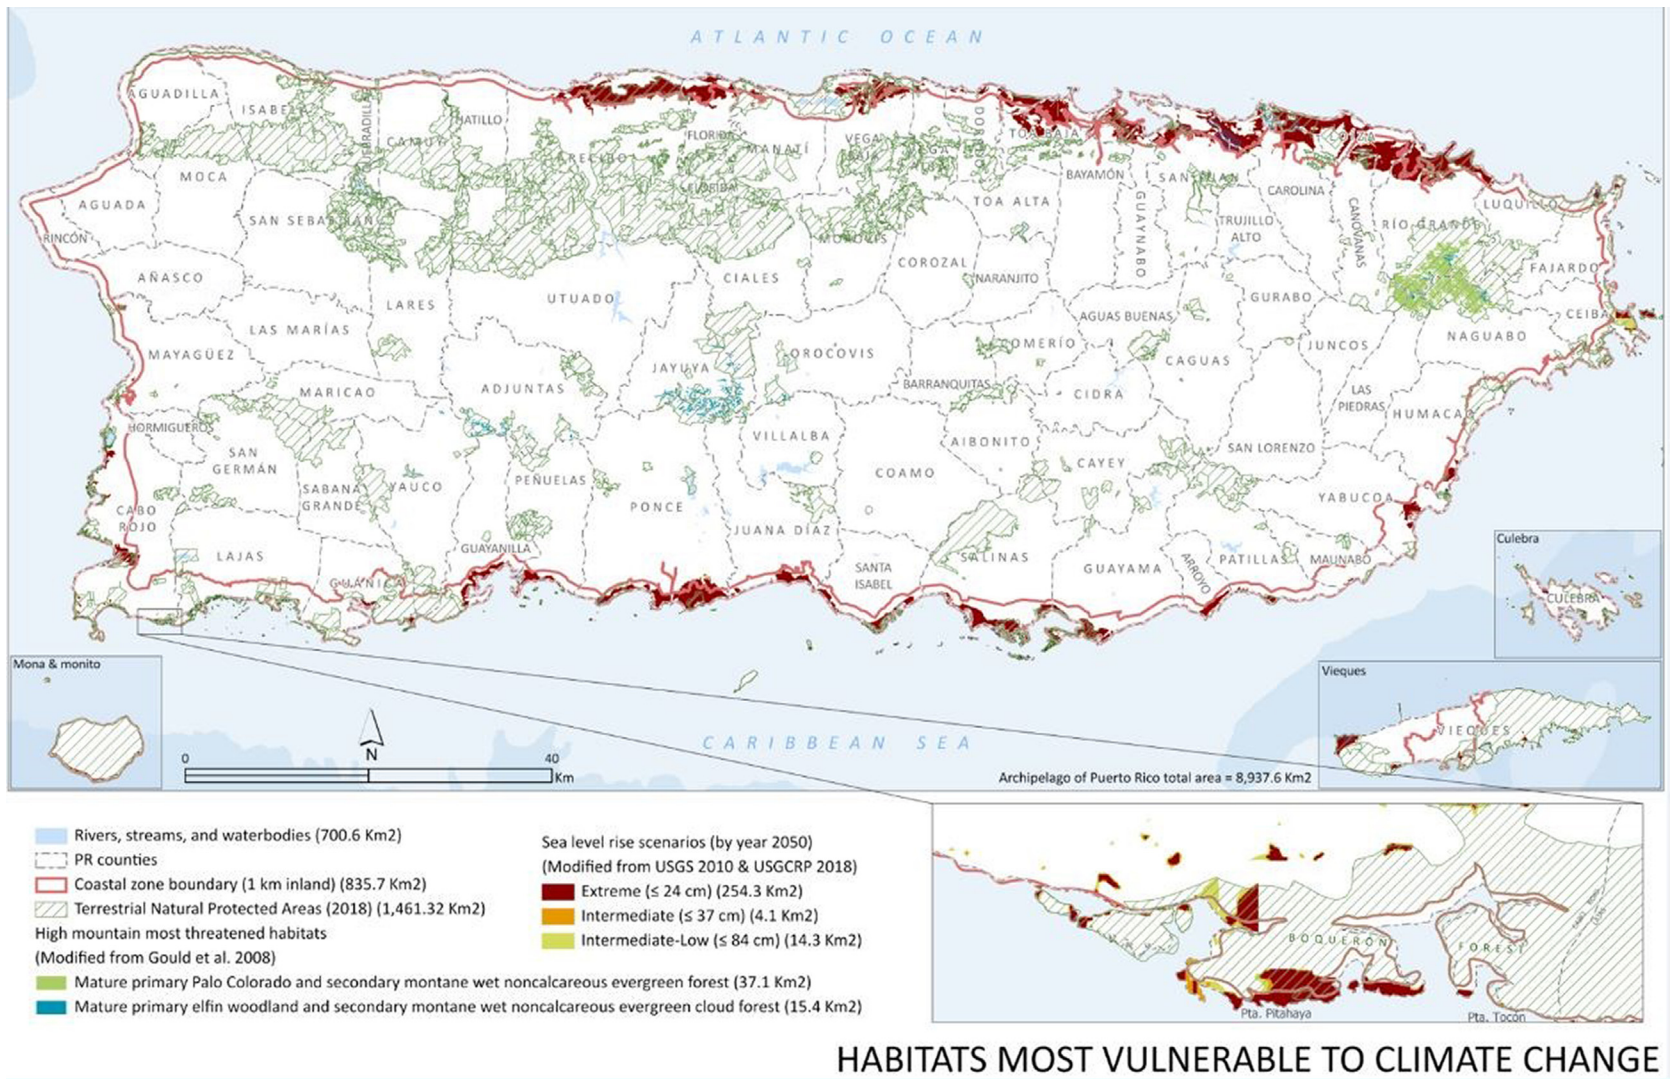 ATLANTIC OCEAN
AGUADILLA
ISABELA
QUEBRADILLAS
CAMUY
HATILLO
ARECIBO
FLORIDA
MANATÍ
VEGA BAJA
VEGA ALTA
DORADO
TOA BAJA
BAYAMÓN
SAN JUAN
CAROLINA
LOIZA
MOCA
AGUADA
RINCÓN
SAN SEBASTIÁN
FLORIDA
MOROVIS
TOA ALTA
GUAYNABO
TRUJILLO
ALTO
CANOVANAS
RÍO GRANDE
LUQUILLO
AÑASCO
LARES
UTUADO
CIALES
COROZAL
NARANJITO
GURABO
FAJARDO
CEIBA
LAS MARÍAS
MAYAGÜEZ
AGUAS BUENAS
COMERÍO
OROCOVIS
JAYUYA
CAGUAS
JUNCOS
NAGUABO
MARICAO
ADJUNTAS
BARRANQUITAS
CIDRA
LAS
PIEDRAS
HUMACAO
HORMIGUEROS
SAN
GERMÁN
VILLALBA
AIBONITO
SAN LORENZO
CABO
ROJO
SABANA
GRANDE
YAUCO
PEÑUELAS
PONCE
COAMO
CAYEY
YABUCOA
JUANA DÍAZ
LAJAS
GUÁNICA
GUAYANILLA
SANTA
ISABEL
SALINAS
GUAYAMA
ARROYO
PATILLAS
MAUNABO
Culebra
CULEBRA
Mona & monito
Vieques
VIEQUES
N
0 40
Km
CARIBBEAN SEA
Archipelago of Puerto Rico total area = 8,937.6 Km2
Rivers, streams, and waterbodies (700.6 Km2)
PR counties
Coastal zone boundary (1 km inland) (835.7 Km2)
Terrestrial Natural Protected Areas (2018) (1,461.32 Km2)
High mountain most threatened habitats
(Modified from Gould et al. 2008)
Mature primary Palo Colorado and secondary montane wet noncalcareous evergreen forest (37.1 Km2)
Mature primary elfin woodland and secondary montane wet noncalcareous evergreen cloud forest (15.4 Km2)
Sea level rise scenarios (by year 2050)
(Modified from USGS 2010 & USGCRP 2018)
Extreme (≤ 24 cm) (254.3 Km2)
Intermediate (≤ 37 cm) (4.1 Km2)
Intermediate-Low (≤ 84 cm) (14.3 Km2)
CABO ROJO
LAJAS
BOQUERÓN
FOREST
Pta. Pitahaya
Pta. Tocón
HABITATS MOST VULNERABLE TO CLIMATE CHANGE